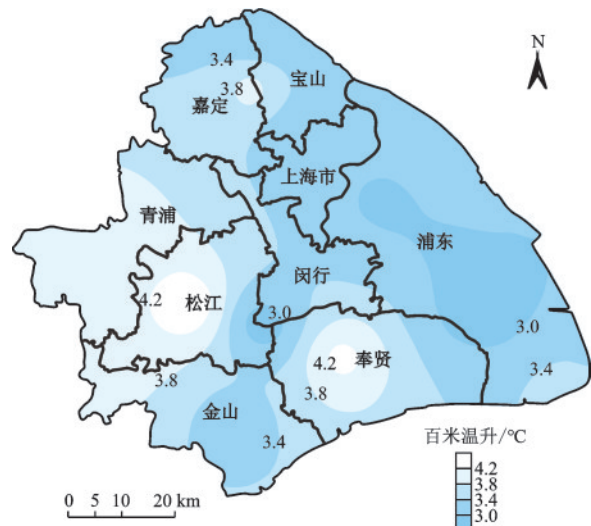 N
3.4
宝山
3.8
嘉定
上海市
青浦
浦东
闵行
4.2
松江
3.0
3.0
4.2
奉贤
3.4
3.8
3.8
金山
3.4
百米温升/℃
4.2
3.8
3.4
3.0
0 5 10 20 km